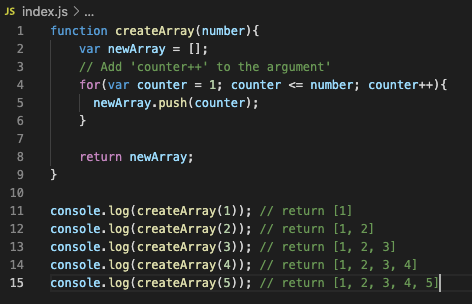 JS index.js > ...
1 function createArray(number){
2     var newArray = [];
3     // Add 'counter++' to the argument'
4     for(var counter = 1; counter <= number; counter++){
5       newArray.push(counter);
6     }
7
8     return newArray;
9 }
10
11 console.log(createArray(1)); // return [1]
12 console.log(createArray(2)); // return [1, 2]
13 console.log(createArray(3)); // return [1, 2, 3]
14 console.log(createArray(4)); // return [1, 2, 3, 4]
15 console.log(createArray(5)); // return [1, 2, 3, 4, 5]